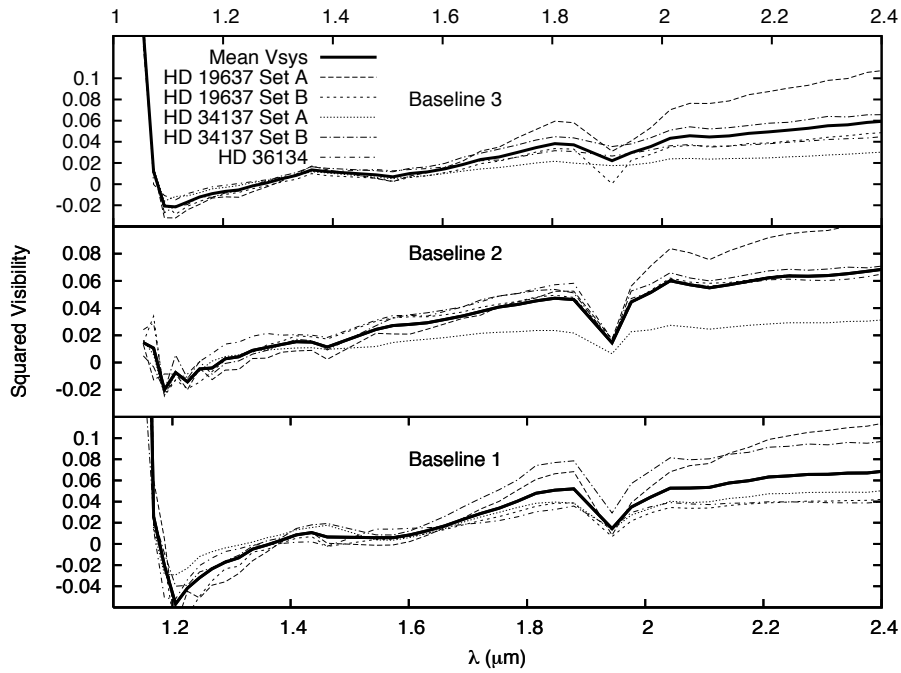 1 1.2 1.4 1.6 1.8 2 2.2 2.4
Mean Vsys
0.1 HD 19637 Set A
0.08 HD 19637 Set B Baseline 3
0.06 HD 34137 Set A
0.04 HD 34137 Set B
0.02 HD 36134
0
-0.02
Baseline 2
0.08
0.06
0.04
0.02
0
-0.02
Squared Visibility
Baseline 1
0.1
0.08
0.06
0.04
0.02
0
-0.02
-0.04
1.2 1.4 1.6 1.8 2 2.2 2.4
λ (μm)